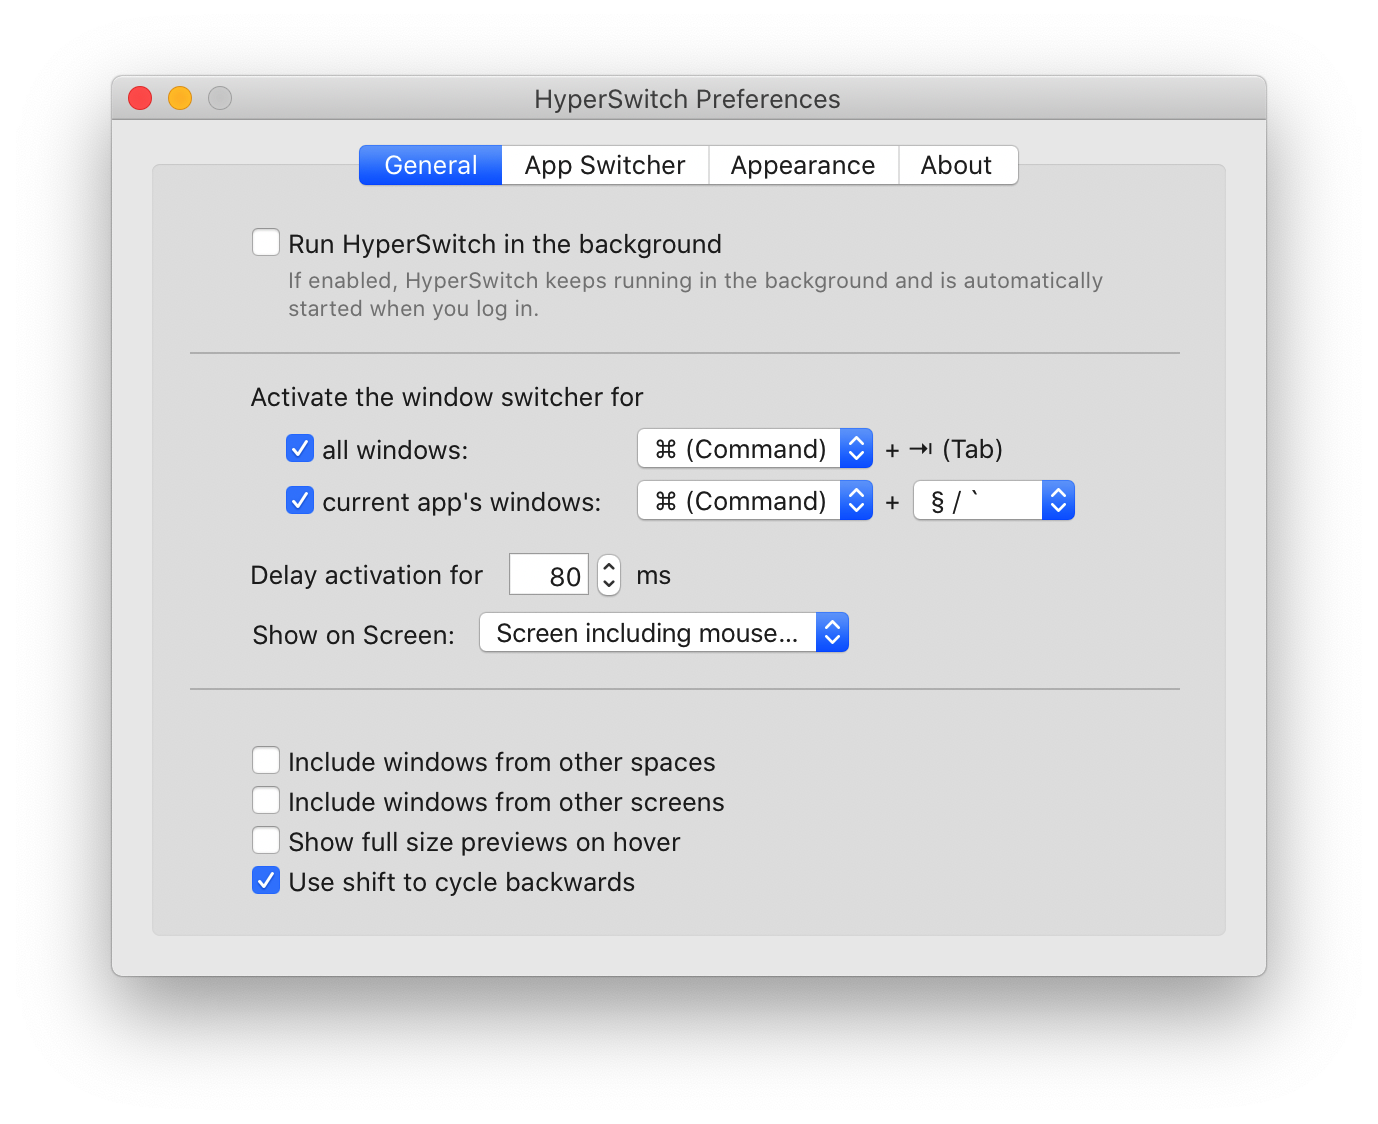 HyperSwitch Preferences
General App Switcher Appearance About
Run HyperSwitch in the background
If enabled, HyperSwitch keeps running in the background and is automatically
started when you log in.
Activate the window switcher for
all windows: ⌘ (Command) + ⇥ (Tab)
current app's windows: ⌘ (Command) + § / `
Delay activation for 80 ms
Show on Screen: Screen including mouse...
Include windows from other spaces
Include windows from other screens
Show full size previews on hover
Use shift to cycle backwards